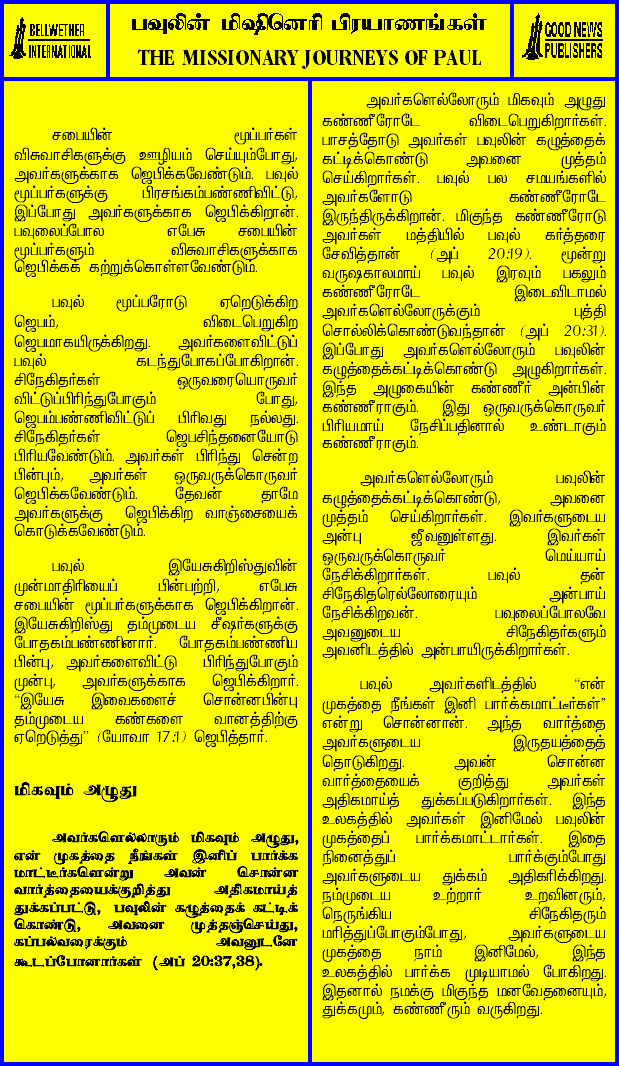 BELLWETHER
INTERNATIONAL
பவுலின் மிஷினெரி பிரயாணங்கள்
THE MISSIONARY JOURNEYS OF PAUL
GOOD NEWS
PUBLISHERS
சபையின் மூப்பர்கள்
விசுவாசிகளுக்கு ஊழியம் செய்யும்போது,
அவர்களுக்காக ஜெபிக்கவேண்டும். பவுல்
மூப்பர்களுக்கு பிரசங்கம்பண்ணிவிட்டு,
இப்போது அவர்களுக்காக ஜெபிக்கிறான்.
பவுலைப்போல எபேசு சபையின்
மூப்பர்களும் விசுவாசிகளுக்காக
ஜெபிக்கக் கற்றுக்கொள்ளவேண்டும்.
பவுல் மூப்பரோடு ஏறெடுக்கிற
ஜெபம், விடைபெறுகிற
ஜெபமாகயிருக்கிறது. அவர்களைவிட்டுப்
பவுல் கடந்துபோகப்போகிறான்.
சிநேகிதர்கள் ஒருவரையொருவர்
விட்டுப்பிரிந்துபோகும் போது,
ஜெபம்பண்ணிவிட்டுப் பிரிவது நல்லது.
சிநேகிதர்கள் ஜெபசிந்தனையோடு
பிரியவேண்டும். அவர்கள் பிரிந்து சென்ற
பின்பும், அவர்கள் ஒருவருக்கொருவர்
ஜெபிக்கவேண்டும். தேவன் தாமே
அவர்களுக்கு ஜெபிக்கிற வாஞ்சையைக்
கொடுக்கவேண்டும்.
பவுல் இயேசுகிறிஸ்துவின்
முன்மாதிரியைப் பின்பற்றி, எபேசு
சபையின் மூப்பர்களுக்காக ஜெபிக்கிறான்.
இயேசுகிறிஸ்து தம்முடைய சீஷர்களுக்கு
போதகம்பண்ணினார். போதகம்பண்ணிய
பின்பு, அவர்களைவிட்டு பிரிந்துபோகும்
முன்பு, அவர்களுக்காக ஜெபிக்கிறார்.
“இயேசு இவைகளைச் சொன்னபின்பு
தம்முடைய கண்களை வானத்திற்கு
ஏறெடுத்து” (யோவா 17:1) ஜெபித்தார்.
மிகவும் அழுது
அவர்களெல்லாரும் மிகவும் அழுது,
என் முகத்தை நீங்கள் இனிப் பார்க்க
மாட்டீர்களென்று அவன் சொன்ன
வார்த்தையைக்குறித்து அதிகமாய்த்
துக்கப்பட்டு, பவுலின் கழுத்தைக் கட்டிக்
கொண்டு, அவனை முத்தஞ்செய்து,
கப்பல்வரைக்கும் அவனுடனே
கூடப்போனார்கள் (அப் 20:37,38).
அவர்களெல்லோரும் மிகவும் அழுது
கண்ணீரோடே விடைபெறுகிறார்கள்.
பாசத்தோடு அவர்கள் பவுலின் கழுத்தைக்
கட்டிக்கொண்டு அவனை முத்தம்
செய்கிறார்கள். பவுல் பல சமயங்களில்
அவர்களோடு கண்ணீரோடே
இருந்திருக்கிறான். மிகுந்த கண்ணீரோடு
அவர்கள் மத்தியில் பவுல் கர்த்தரை
சேவித்தான் (அப் 20:19). மூன்று
வருஷகாலமாய் பவுல் இரவும் பகலும்
கண்ணீரோடே இடைவிடாமல்
அவர்களெல்லோருக்கும் புத்தி
சொல்லிக்கொண்டுவந்தான் (அப் 20:31).
இப்போது அவர்களெல்லோரும் பவுலின்
கழுத்தைக்கட்டிக்கொண்டு அழுகிறார்கள்.
இந்த அழுகையின் கண்ணீர் அன்பின்
கண்ணீராகும். இது ஒருவருக்கொருவர்
பிரியமாய் நேசிப்பதினால் உண்டாகும்
கண்ணீராகும்.
அவர்களெல்லோரும் பவுலின்
கழுத்தைக்கட்டிக்கொண்டு, அவனை
முத்தம் செய்கிறார்கள். இவர்களுடைய
அன்பு ஜீவனுள்ளது. இவர்கள்
ஒருவருக்கொருவர் மெய்யாய்
நேசிக்கிறார்கள். பவுல் தன்
சிநேகிதரெல்லோரையும் அன்பாய்
நேசிக்கிறவன். பவுலைப்போலவே
அவனுடைய சிநேகிதர்களும்
அவனிடத்தில் அன்பாயிருக்கிறார்கள்.
பவுல் அவர்களிடத்தில் “என்
முகத்தை நீங்கள் இனி பார்க்கமாட்டீர்கள்”
என்று சொன்னான். அந்த வார்த்தை
அவர்களுடைய இருதயத்தைத்
தொடுகிறது. அவன் சொன்ன
வார்த்தையைக் குறித்து அவர்கள்
அதிகமாய்த் துக்கப்படுகிறார்கள். இந்த
உலகத்தில் அவர்கள் இனிமேல் பவுலின்
முகத்தைப் பார்க்கமாட்டார்கள். இதை
நினைத்துப் பார்க்கும்போது
அவர்களுடைய துக்கம் அதிகரிக்கிறது.
நம்முடைய உற்றார் உறவினரும்,
நெருங்கிய சிநேகிதரும்
மரித்துப்போகும்போது, அவர்களுடைய
முகத்தை நாம் இனிமேல், இந்த
உலகத்தில் பார்க்க முடியாமல் போகிறது.
இதனால் நமக்கு மிகுந்த மனவேதனையும்,
துக்கமும், கண்ணீரும் வருகிறது.